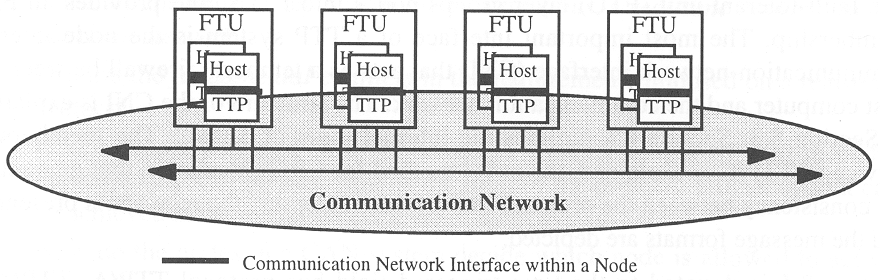 FTU FTU FTU FTU
Host Host Host Host
TTP TTP TTP TTP
Communication Network
Communication Network Interface within a Node